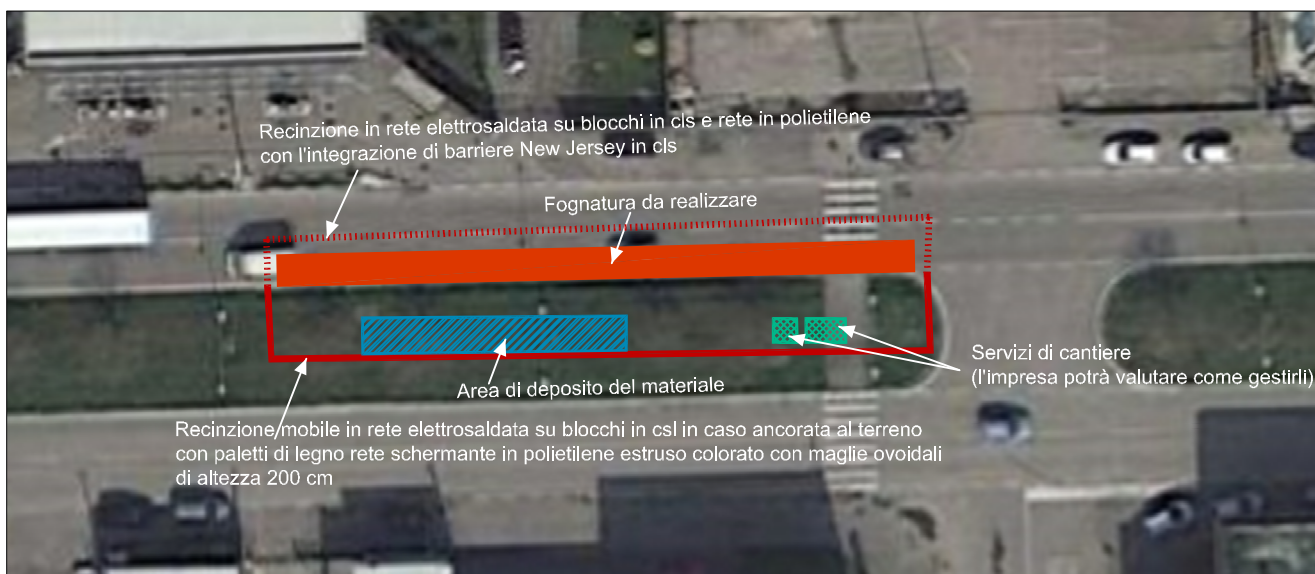 Recinzione in rete elettrosaldata su blocchi in cls e rete in polietilene
con l'integrazione di barriere New Jersey in cls
Fognatura da realizzare
Servizi di cantiere
(l'impresa potrà valutare come gestirli)
Area di deposito del materiale
Recinzione mobile in rete elettrosaldata su blocchi in csl in caso ancorata al terreno
con paletti di legno rete schermante in polietilene estruso colorato con maglie ovoidali
di altezza 200 cm